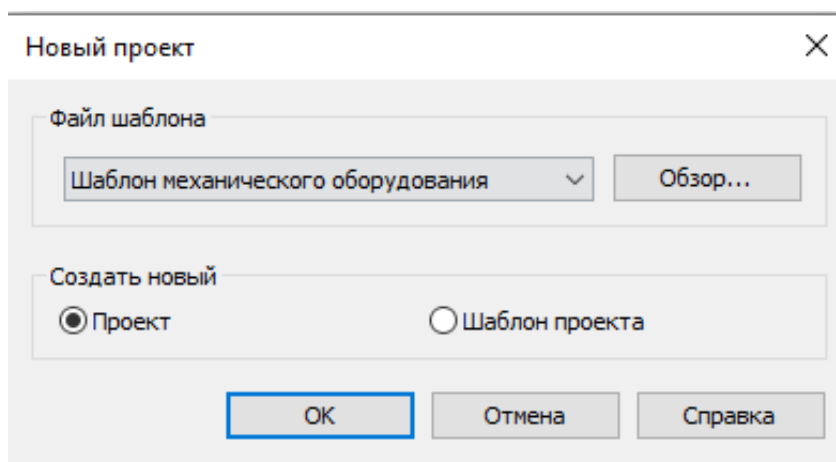 Новый проект
Файл шаблона
Шаблон механического оборудования
Обзор...
Создать новый
Проект
Шаблон проекта
OK
Отмена
Справка